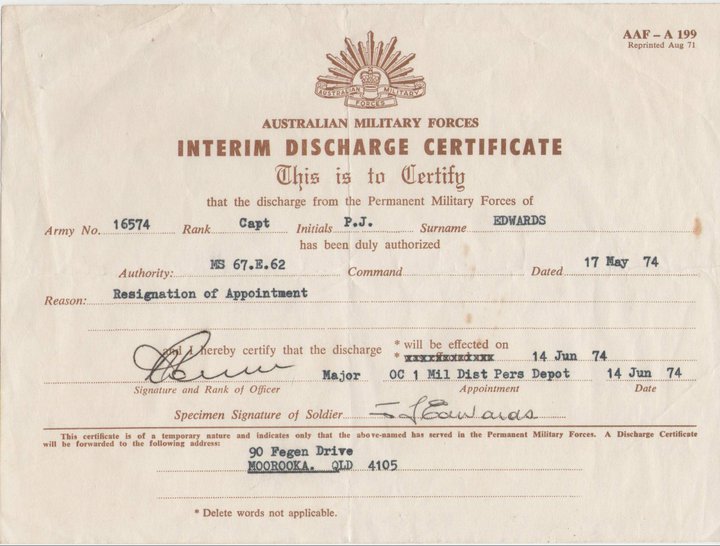 AAF – A 199
Reprinted Aug 71
AUSTRALIAN MILITARY
FORCES
AUSTRALIAN MILITARY FORCES
INTERIM DISCHARGE CERTIFICATE
This is to Certify
that the discharge from the Permanent Military Forces of
Army No. 16574 Rank Capt Initials P.J. Surname EDWARDS
has been duly authorized
Authority: MS 67.E.62 Command Dated 17 May 74
Reason: Resignation of Appointment
and I hereby certify that the discharge * will be effected on
* 14 Jun 74
Major OC 1 Mil Dist Pers Depot 14 Jun 74
Signature and Rank of Officer Appointment Date
Specimen Signature of Soldier Edwards
This certificate is of a temporary nature and indicates only that the above-named has served in the Permanent Military Forces. A Discharge Certificate
will be forwarded to the following address:
90 Fegen Drive
MOOROOKA. QLD 4105
* Delete words not applicable.